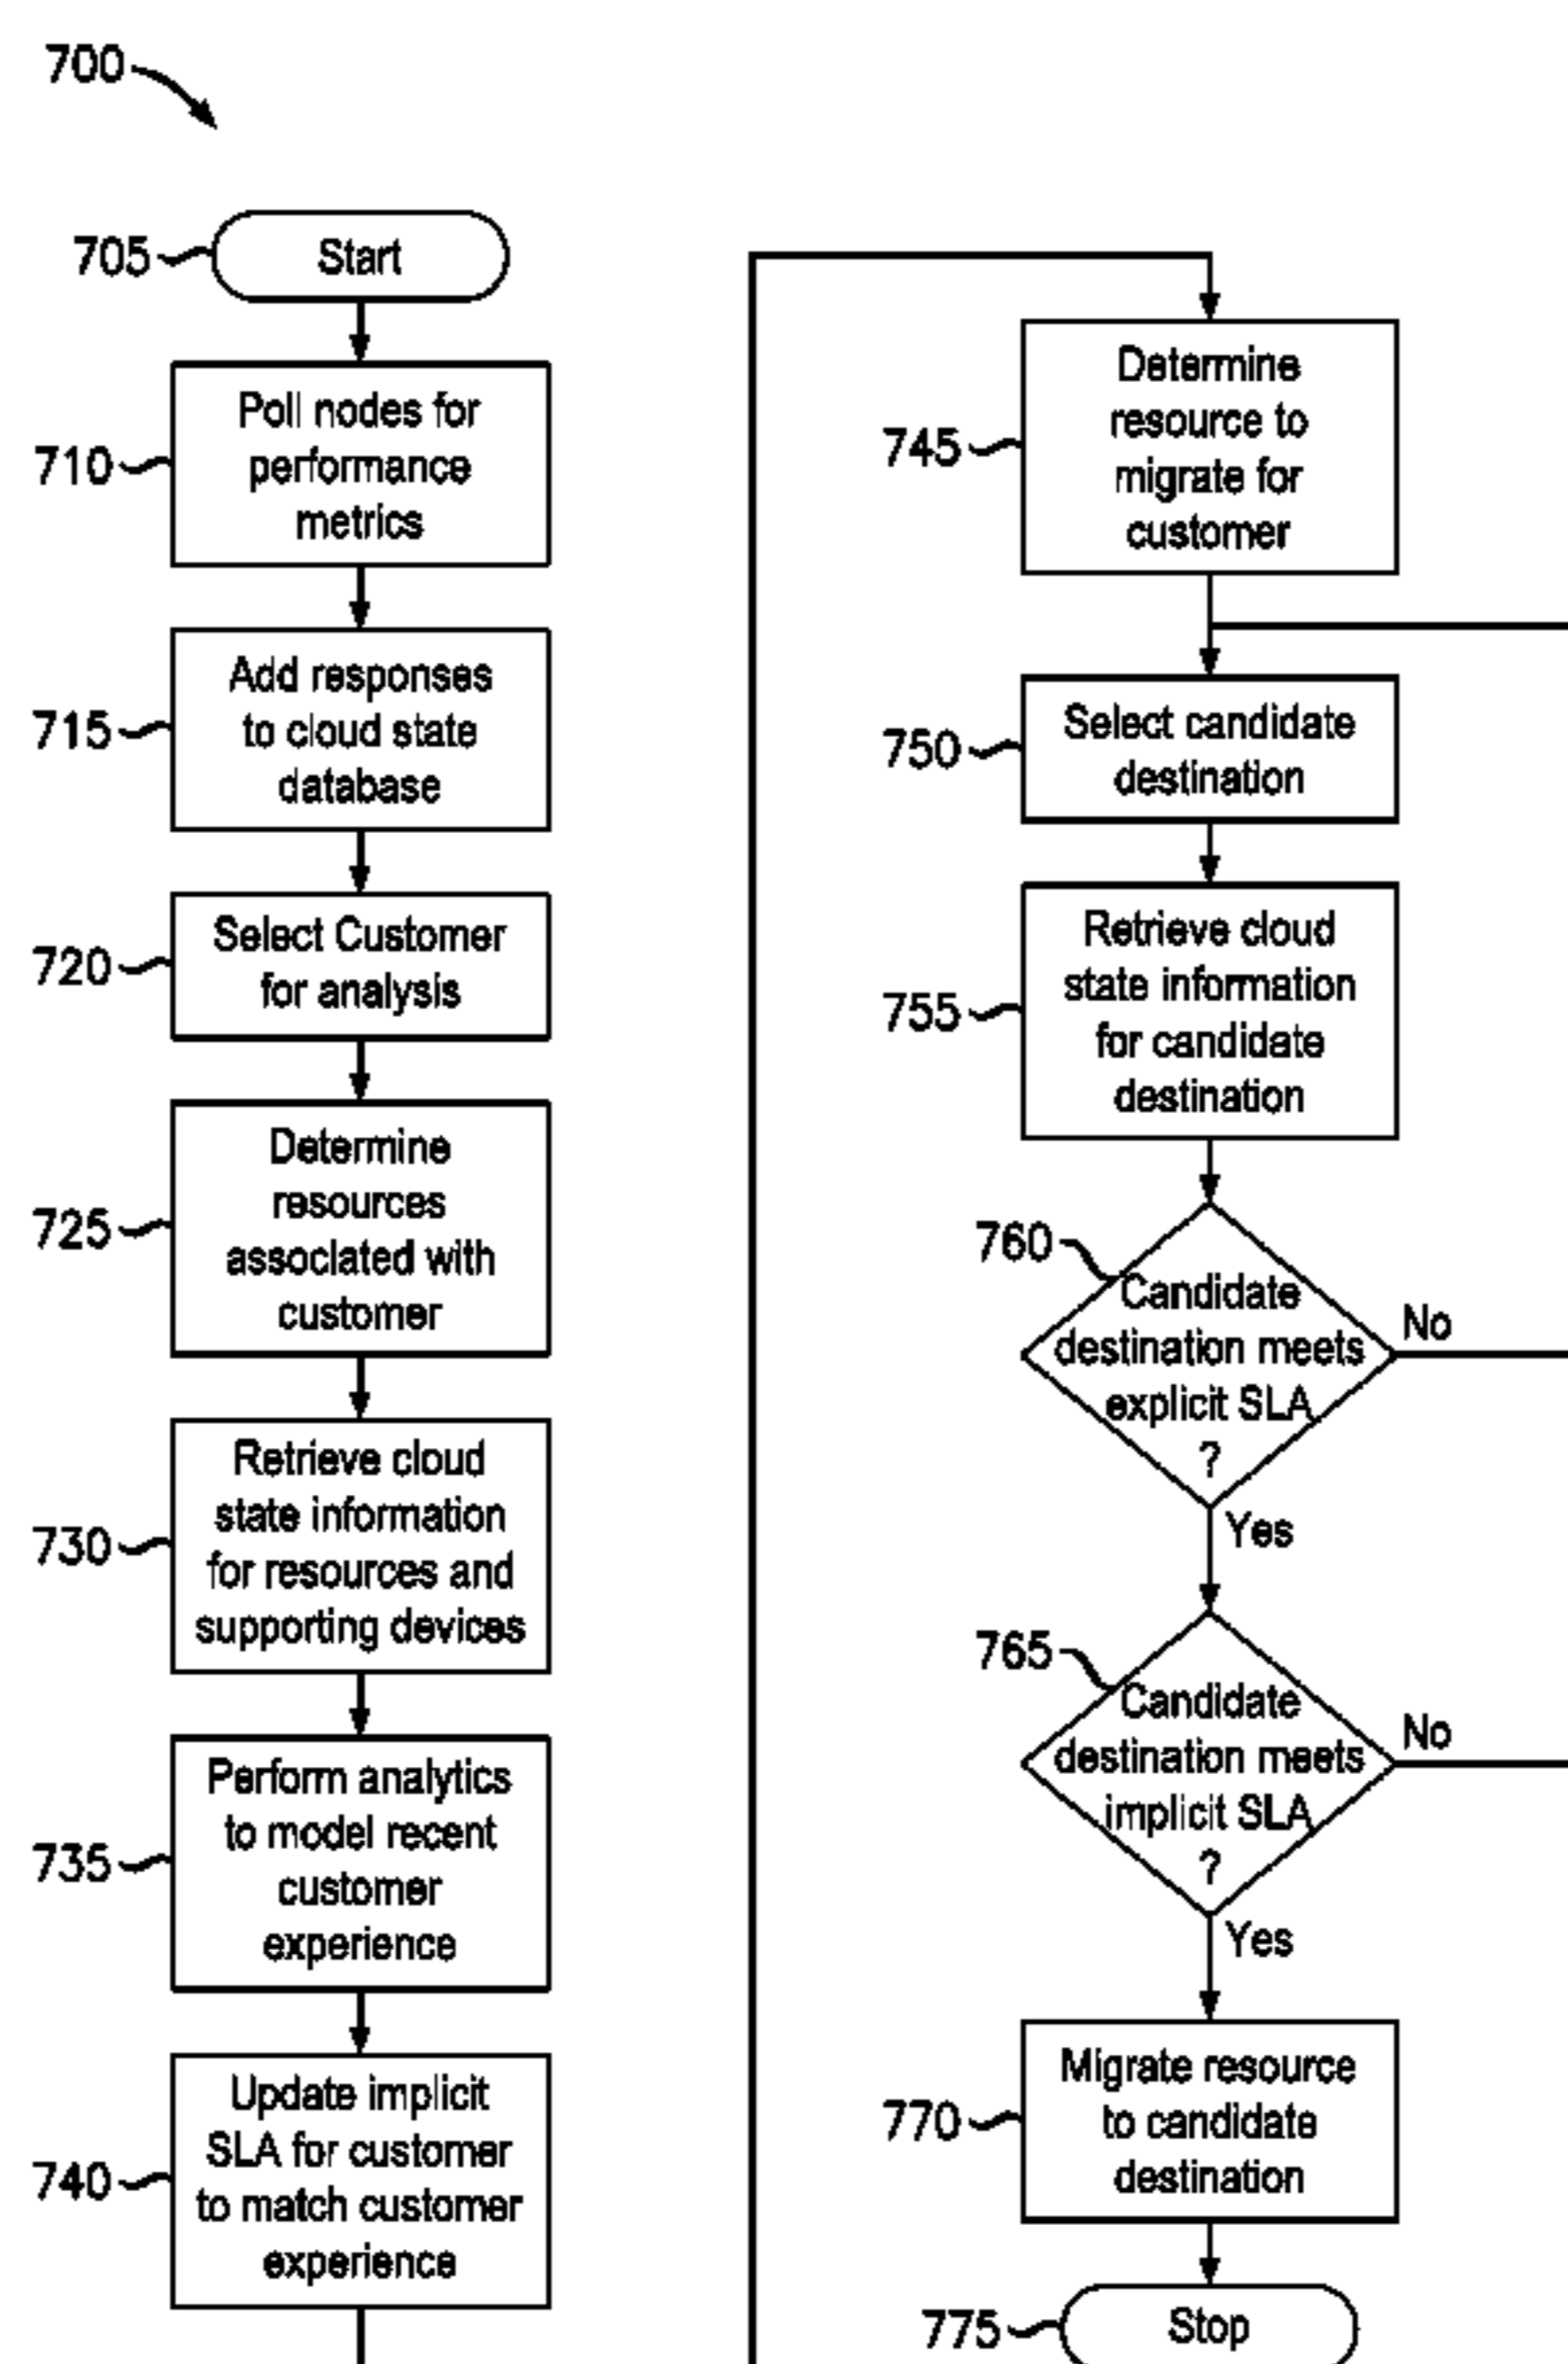 700
705
Start
710
Poll nodes for
performance
metrics
715
Add responses
to cloud state
database
720
Select Customer
for analysis
725
Determine
resources
associated with
customer
730
Retrieve cloud
state information
for resources and
supporting devices
735
Perform analytics
to model recent
customer
experience
740
Update implicit
SLA for customer
to match customer
experience
745
Determine
resource to
migrate for
customer
750
Select candidate
destination
755
Retrieve cloud
state information
for candidate
destination
760
Candidate
destination meets
explicit SLA
?
No
Yes
765
Candidate
destination meets
implicit SLA
?
No
Yes
770
Migrate resource
to candidate
destination
775
Stop